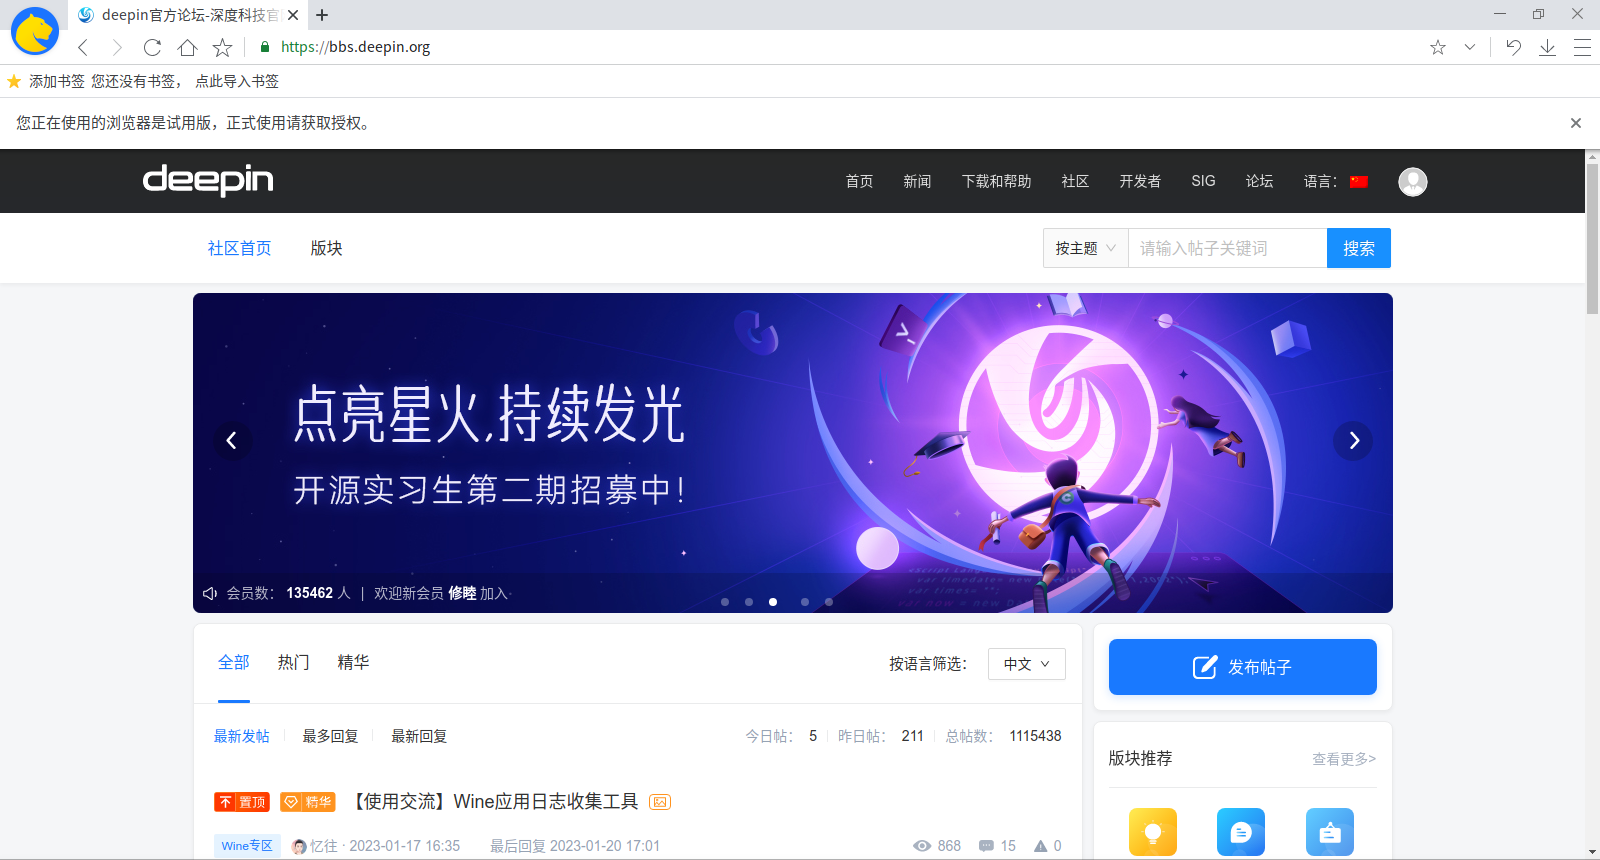 deepin官方论坛-深度科技官
https://bbs.deepin.org
添加书签 您还没有书签， 点此导入书签
您正在使用的浏览器是试用版，正式使用请获取授权。
deepin 首页 新闻 下载和帮助 社区 开发者 SIG 论坛 语言：
社区首页 版块 按主题 请输入帖子关键词 搜索
点亮星火,持续发光
开源实习生第二期招募中！
会员数： 135462 人 | 欢迎新会员 修睦 加入
全部 热门 精华 按语言筛选： 中文
发布帖子
最新发帖 最多回复 最新回复 今日帖： 5 昨日帖： 211 总帖数： 1115438
版块推荐 查看更多>
置顶 精华 【使用交流】Wine应用日志收集工具
Wine专区 忆往 · 2023-01-17 16:35 最后回复 2023-01-20 17:01 868 15 0